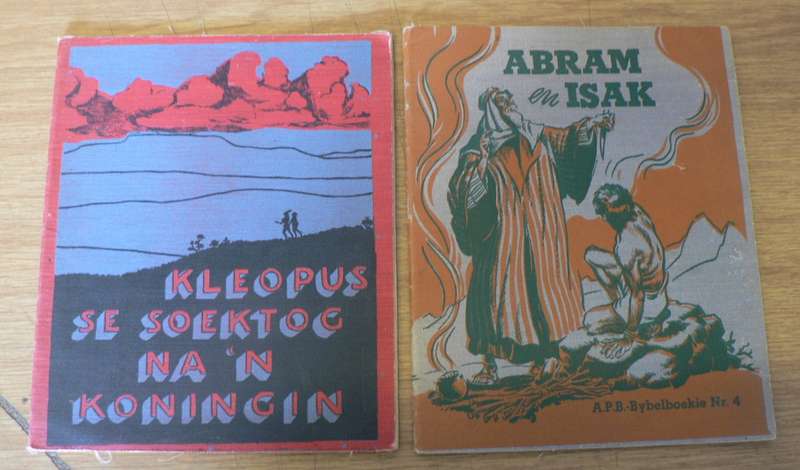 KLEOPUS
SE SOEKTOG
NA 'N
KONINGIN
ABRAM
en ISAK
A.P.B.-Bybelboekie Nr. 4